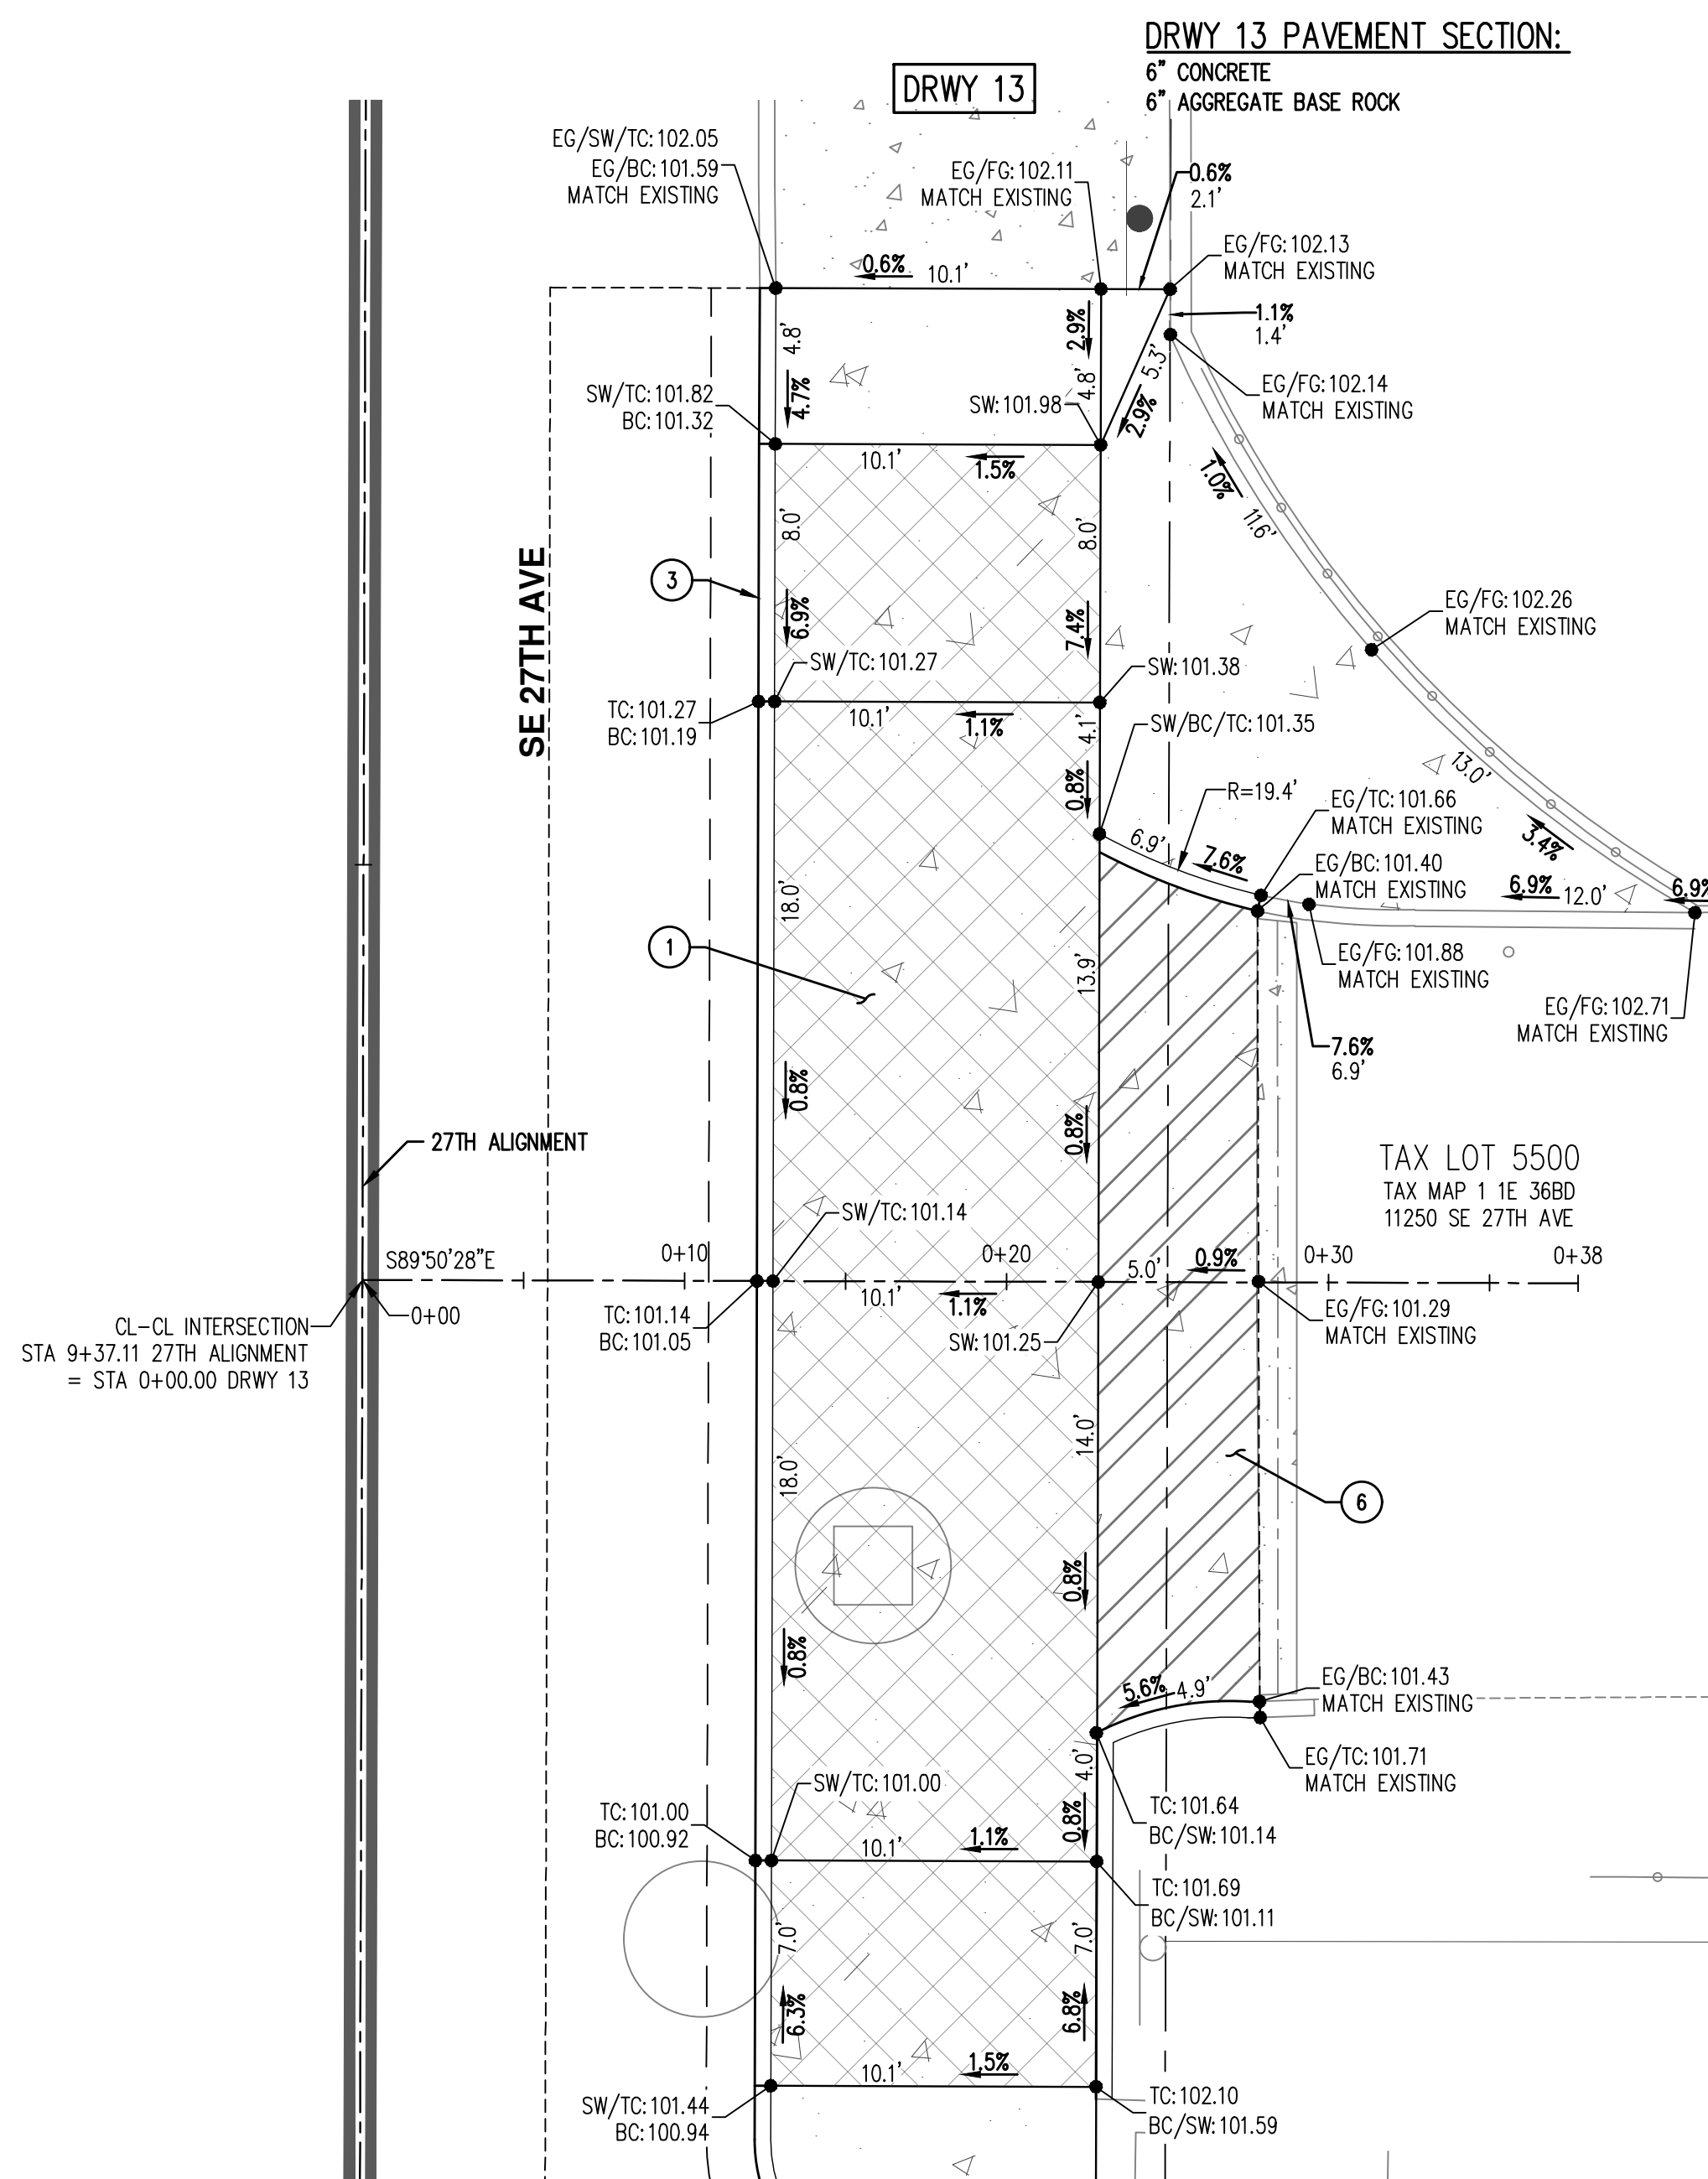 DRWY 13 PAVEMENT SECTION:
6" CONCRETE
6" AGGREGATE BASE ROCK
DRWY 13
EG/SW/TC:102.05
EG/BC:101.59
MATCH EXISTING
EG/FG:102.11
MATCH EXISTING
0.6%
2.1'
EG/FG:102.13
MATCH EXISTING
0.6%
10.1'
1.1%
1.4'
4.8'
4.7%
2.9%
4.8'
5.3'
2.9%
EG/FG:102.14
MATCH EXISTING
SW/TC:101.82
BC:101.32
SW:101.98
10.1'
1.5%
1.0%
11.6'
8.0'
8.0'
3
SE 27TH AVE
6.9%
7.4%
EG/FG:102.26
MATCH EXISTING
SW/TC:101.27
SW:101.38
TC:101.27
BC:101.19
10.1'
1.1%
4.1'
SW/BC/TC:101.35
0.8%
R=19.4'
13.0'
EG/TC:101.66
MATCH EXISTING
6.9'
7.6%
3.4%
EG/BC:101.40
MATCH EXISTING
6.9%
12.0'
6.9%
18.0'
1
13.9'
EG/FG:101.88
MATCH EXISTING
EG/FG:102.71
MATCH EXISTING
7.6%
6.9'
0.8%
0.8%
27TH ALIGNMENT
TAX LOT 5500
TAX MAP 1 1E 36BD
11250 SE 27TH AVE
SW/TC:101.14
S89°50'28"E
0+10
0+20
5.0'
0.9%
0+30
0+38
0+00
10.1'
1.1%
CL-CL INTERSECTION
STA 9+37.11 27TH ALIGNMENT
= STA 0+00.00 DRWY 13
TC:101.14
BC:101.05
SW:101.25
EG/FG:101.29
MATCH EXISTING
18.0'
14.0'
6
0.8%
0.8%
5.6%
4.9'
EG/BC:101.43
MATCH EXISTING
EG/TC:101.71
MATCH EXISTING
4.0'
SW/TC:101.00
TC:101.00
BC:100.92
0.8%
TC:101.64
BC/SW:101.14
10.1'
1.1%
TC:101.69
BC/SW:101.11
7.0'
7.0'
6.3%
6.8%
10.1'
1.5%
SW/TC:101.44
BC:100.94
TC:102.10
BC/SW:101.59